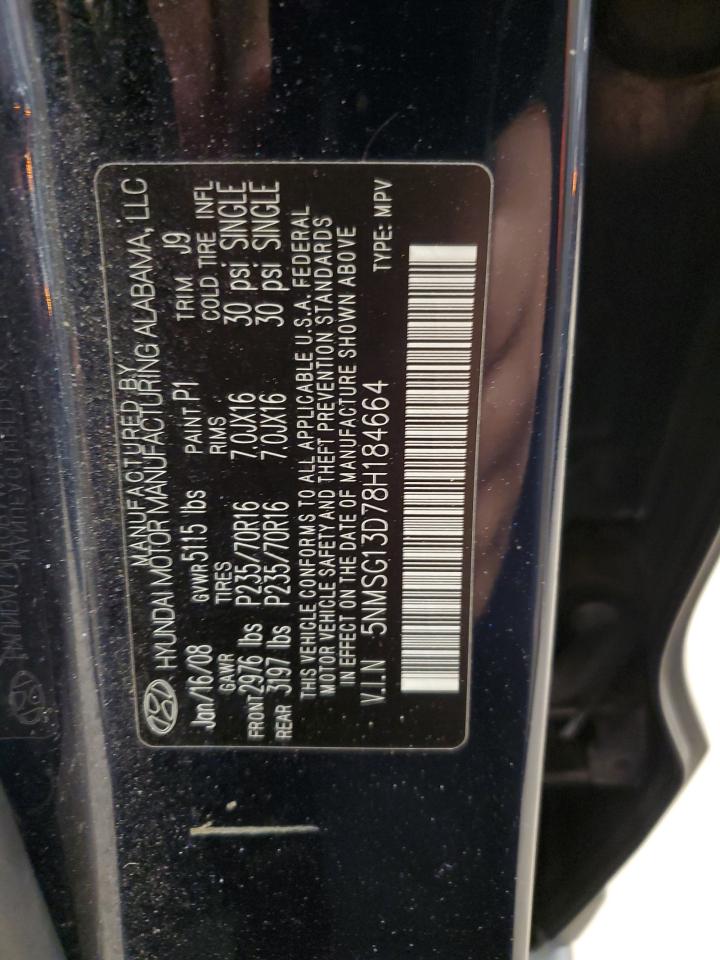 MANUFACTURED BY
HYUNDAI MOTOR MANUFACTURING ALABAMA, LLC
Jan/16/08 GVWR 5115 lbs PAINT P1 TRIM J9
GAWR TIRES RIMS COLD TIRE INFL
FRONT 2976 lbs P235/70R16 7.0JX16 30 psi SINGLE
REAR 3197 lbs P235/70R16 7.0JX16 30 psi SINGLE
THIS VEHICLE CONFORMS TO ALL APPLICABLE U.S.A. FEDERAL
MOTOR VEHICLE SAFETY AND THEFT PREVENTION STANDARDS
IN EFFECT ON THE DATE OF MANUFACTURE SHOWN ABOVE
V.I.N 5NMSG13D78H184664 TYPE: MPV